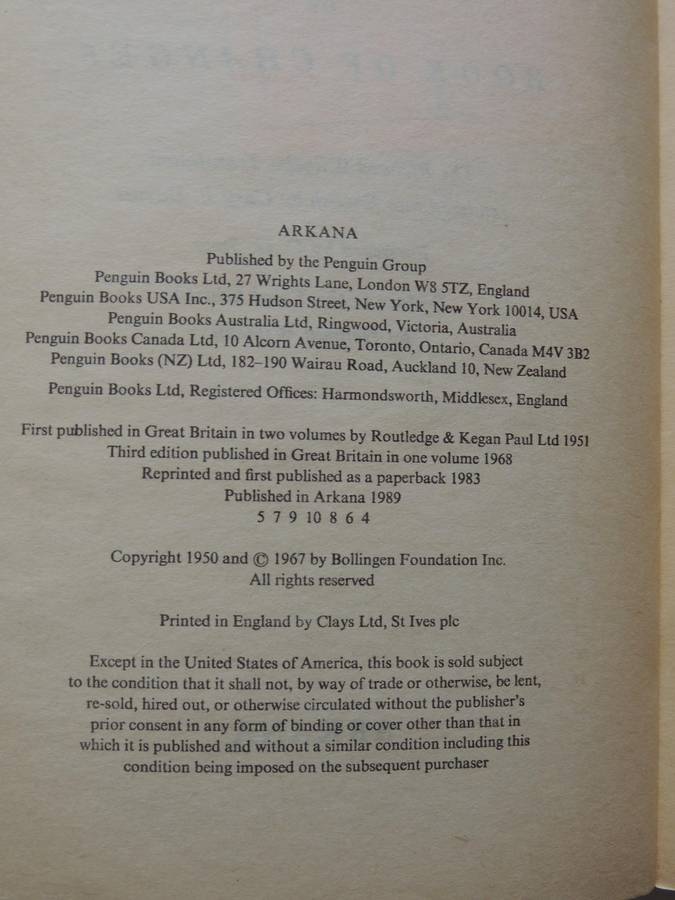 ARKANA
Published by the Penguin Group
Penguin Books Ltd, 27 Wrights Lane, London W8 5TZ, England
Penguin Books USA Inc., 375 Hudson Street, New York, New York 10014, USA
Penguin Books Australia Ltd, Ringwood, Victoria, Australia
Penguin Books Canada Ltd, 10 Alcorn Avenue, Toronto, Ontario, Canada M4V 3B2
Penguin Books (NZ) Ltd, 182–190 Wairau Road, Auckland 10, New Zealand
Penguin Books Ltd, Registered Offices: Harmondsworth, Middlesex, England
First published in Great Britain in two volumes by Routledge & Kegan Paul Ltd 1951
Third edition published in Great Britain in one volume 1968
Reprinted and first published as a paperback 1983
Published in Arkana 1989
5 7 9 10 8 6 4
Copyright 1950 and © 1967 by Bollingen Foundation Inc.
All rights reserved
Printed in England by Clays Ltd, St Ives plc
Except in the United States of America, this book is sold subject
to the condition that it shall not, by way of trade or otherwise, be lent,
re-sold, hired out, or otherwise circulated without the publisher's
prior consent in any form of binding or cover other than that in
which it is published and without a similar condition including this
condition being imposed on the subsequent purchaser